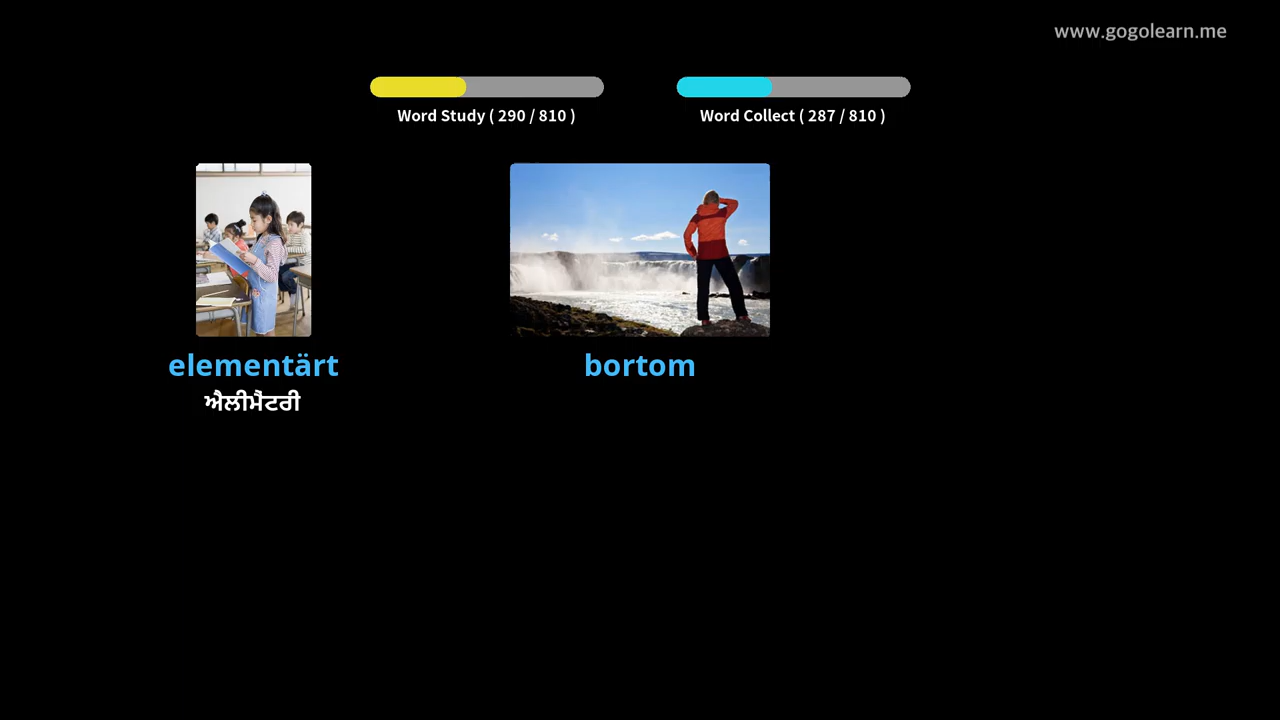 www.gogolearn.me
Word Study ( 290 / 810 )
Word Collect ( 287 / 810 )
elementärt
ਐਲੀਮੈਂਟਰੀ
bortom